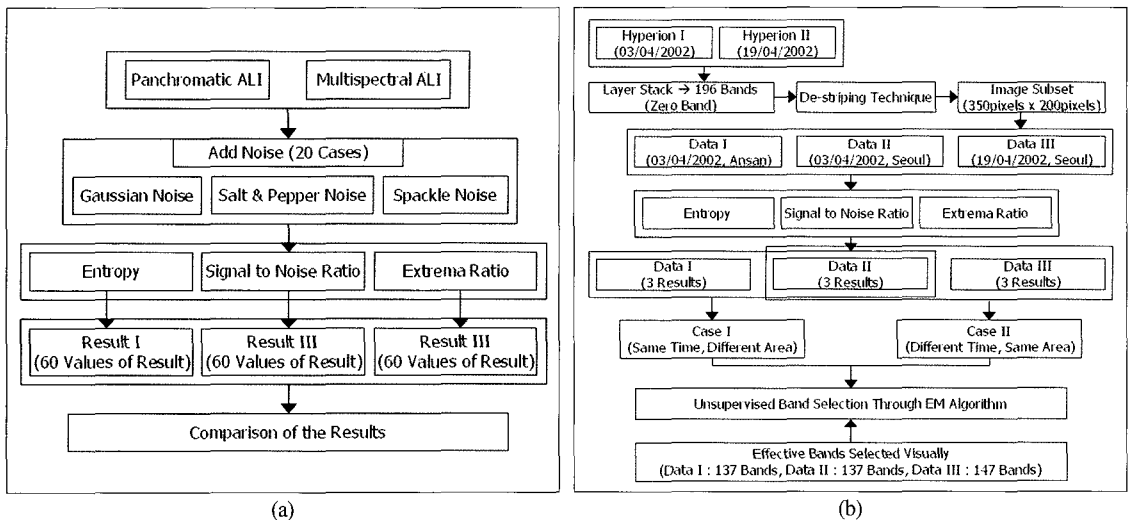 Panchromatic ALI
Multispectral ALI
Add Noise (20 Cases)
Gaussian Noise
Salt & Pepper Noise
Spackle Noise
Entropy
Signal to Noise Ratio
Extrema Ratio
Result I
(60 Values of Result)
Result III
(60 Values of Result)
Result III
(60 Values of Result)
Comparison of the Results
(a)
Hyperion I
(03/04/2002)
Hyperion II
(19/04/2002)
Layer Stack → 196 Bands
(Zero Band)
De-striping Technique
Image Subset
(350pixels x 200pixels)
Data I
(03/04/2002, Ansan)
Data II
(03/04/2002, Seoul)
Data III
(19/04/2002, Seoul)
Entropy
Signal to Noise Ratio
Extrema Ratio
Data I
(3 Results)
Data II
(3 Results)
Data III
(3 Results)
Case I
(Same Time, Different Area)
Case II
(Different Time, Same Area)
Unsupervised Band Selection Through EM Algorithm
Effective Bands Selected Visually
(Data I : 137 Bands, Data II : 137 Bands, Data III : 147 Bands)
(b)